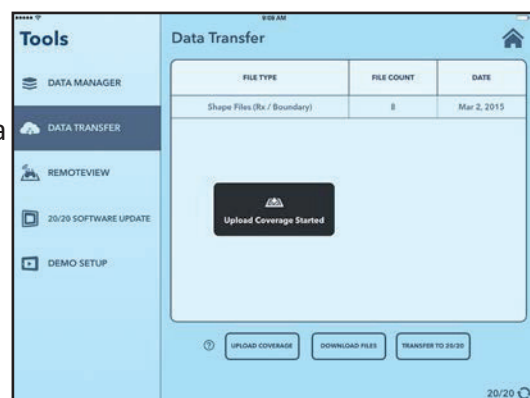 9:09 AM
Tools
Data Transfer
DATA MANAGER
DATA TRANSFER
REMOTEVIEW
20/20 SOFTWARE UPDATE
DEMO SETUP
FILE TYPE FILE COUNT DATE
Shape Files (Rx / Boundary) 8 Mar 2, 2015
Upload Coverage Started
? UPLOAD COVERAGE DOWNLOAD FILES TRANSFER TO 20/20
20/20
a